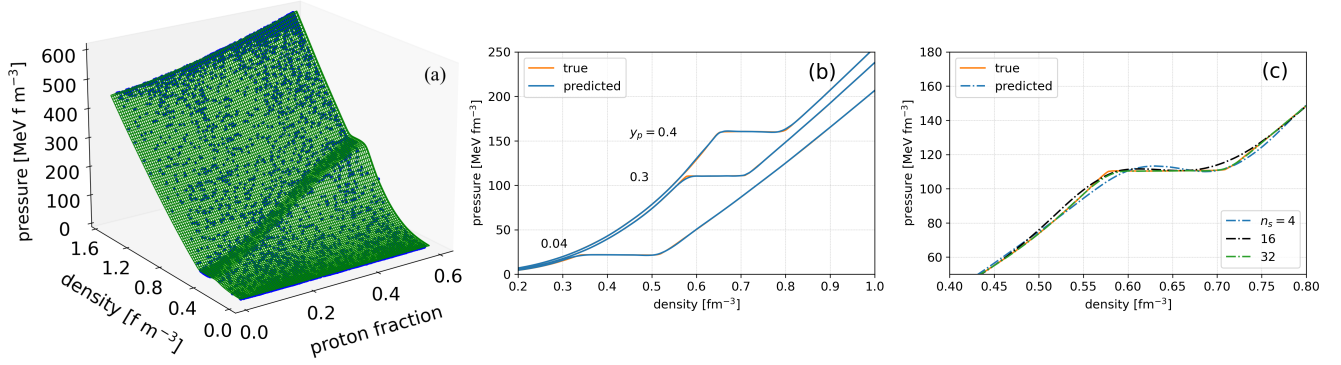 (a)
600
500
400
300
200
100
0
pressure [MeV f m⁻³]
1.6
1.2
0.8
0.4
0.0
density [f m⁻³]
0.0
0.2
0.4
0.6
proton fraction
250
200
150
100
50
0
pressure [MeV fm⁻³]
true
predicted
(b)
yₚ = 0.4
0.3
0.04
0.2 0.3 0.4 0.5 0.6 0.7 0.8 0.9 1.0
density [fm⁻³]
180
160
140
120
100
80
60
pressure [MeV fm⁻³]
true
predicted
(c)
nₛ = 4
16
32
0.40 0.45 0.50 0.55 0.60 0.65 0.70 0.75 0.80
density [fm⁻³]